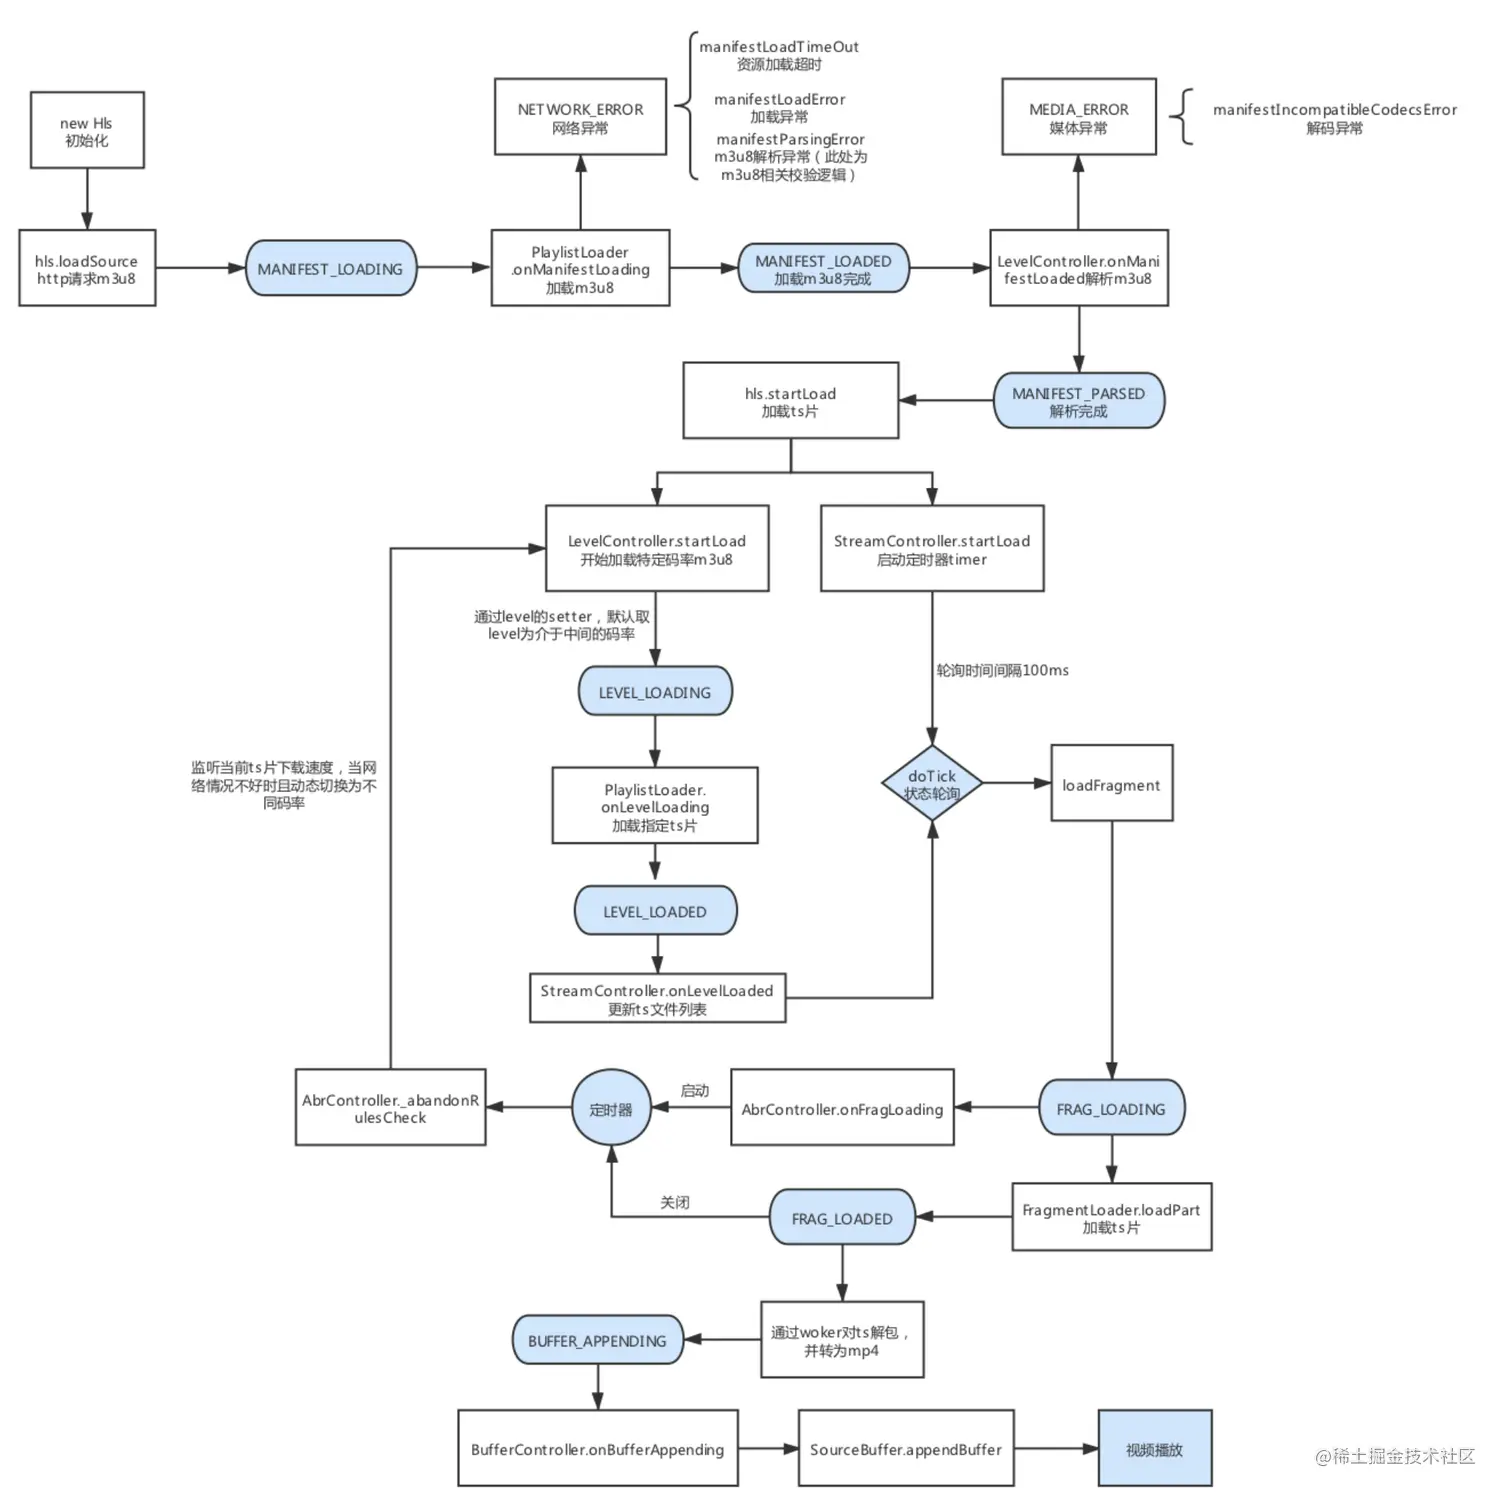 new Hls
初始化
NETWORK_ERROR
网络异常
manifestLoadTimeOut
资源加载超时
manifestLoadError
加载异常
manifestParsingError
m3u8解析异常（此处为
m3u8相关校验逻辑）
MEDIA_ERROR
媒体异常
manifestIncompatibleCodecsError
解码异常
hls.loadSource
http请求m3u8
MANIFEST_LOADING
PlaylistLoader
.onManifestLoading
加载m3u8
MANIFEST_LOADED
加载m3u8完成
LevelController.onMani
festLoaded解析m3u8
hls.startLoad
加载ts片
MANIFEST_PARSED
解析完成
LevelController.startLoad
开始加载特定码率m3u8
StreamController.startLoad
启动定时器timer
通过level的setter，默认取
level为介于中间的码率
轮询时间间隔100ms
LEVEL_LOADING
监听当前ts片下载速度，当网
络情况不好时且动态切换为不
同码率
PlaylistLoader.
onLevelLoading
加载指定ts片
doTick
状态轮询
loadFragment
LEVEL_LOADED
StreamController.onLevelLoaded
更新ts文件列表
AbrController._abandonR
ulesCheck
定时器
启动
AbrController.onFragLoading
FRAG_LOADING
关闭
FRAG_LOADED
FragmentLoader.loadPart
加载ts片
BUFFER_APPENDING
通过woker对ts解包，
并转为mp4
BufferController.onBufferAppending
SourceBuffer.appendBuffer
视频播放
@稀土掘金技术社区